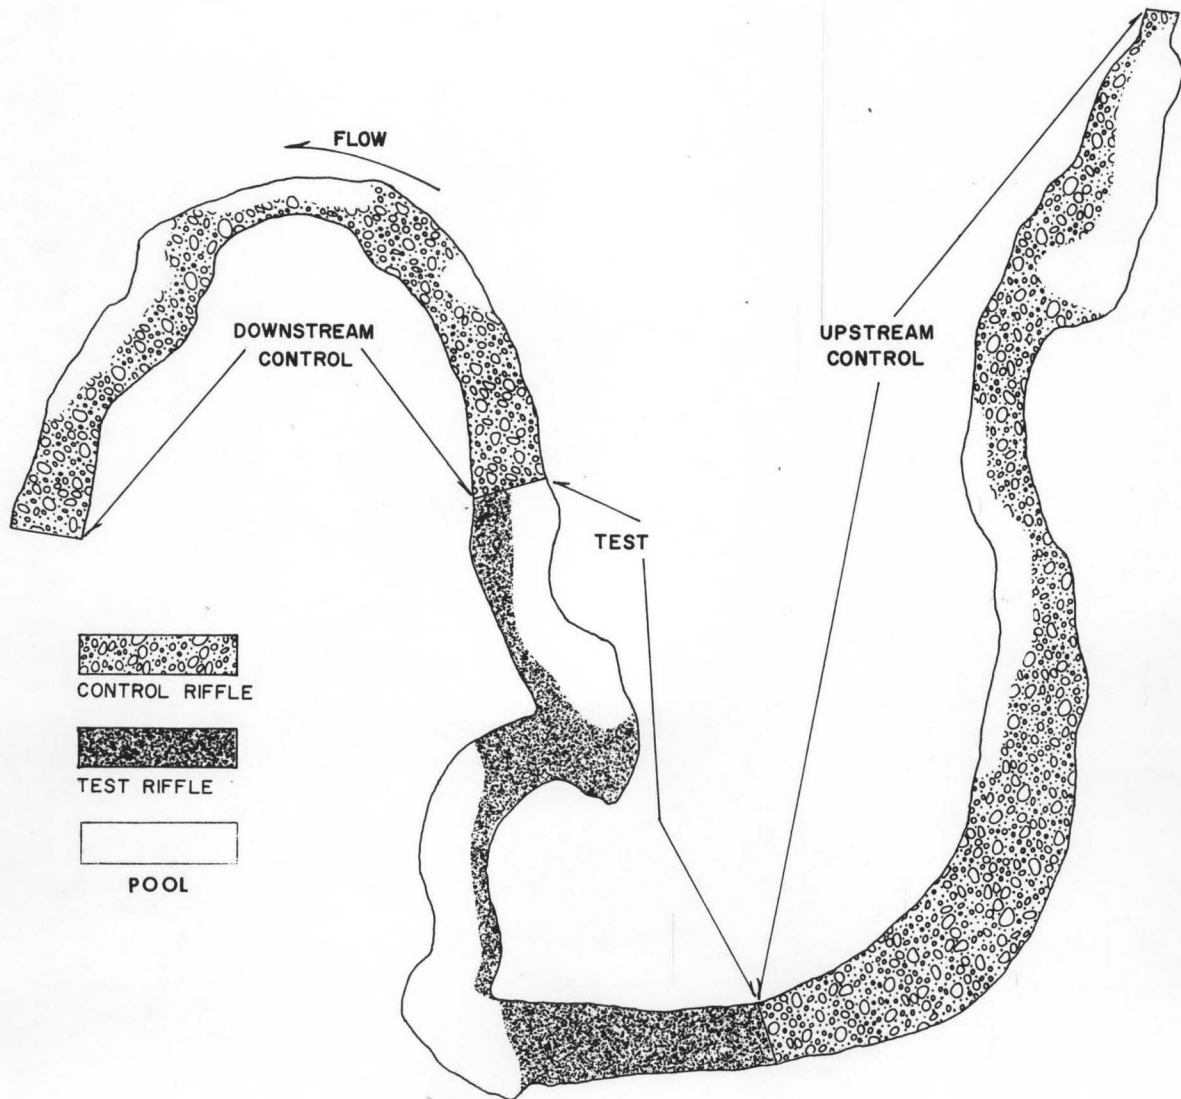 FLOW
DOWNSTREAM
CONTROL
UPSTREAM
CONTROL
TEST
CONTROL RIFFLE
TEST RIFFLE
POOL